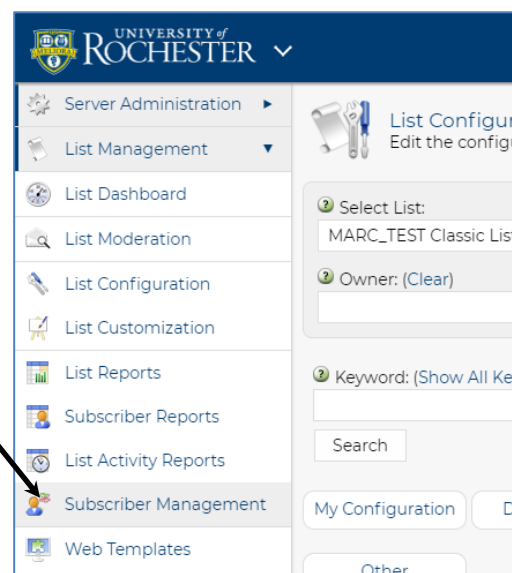 UNIVERSITY of
ROCHESTER
Server Administration
List Management
List Dashboard
List Moderation
List Configuration
List Customization
List Reports
Subscriber Reports
List Activity Reports
Subscriber Management
Web Templates
List Configur
Edit the configu
Select List:
MARC_TEST Classic List
Owner: (Clear)
Keyword: (Show All Ke
Search
My Configuration
D
Other